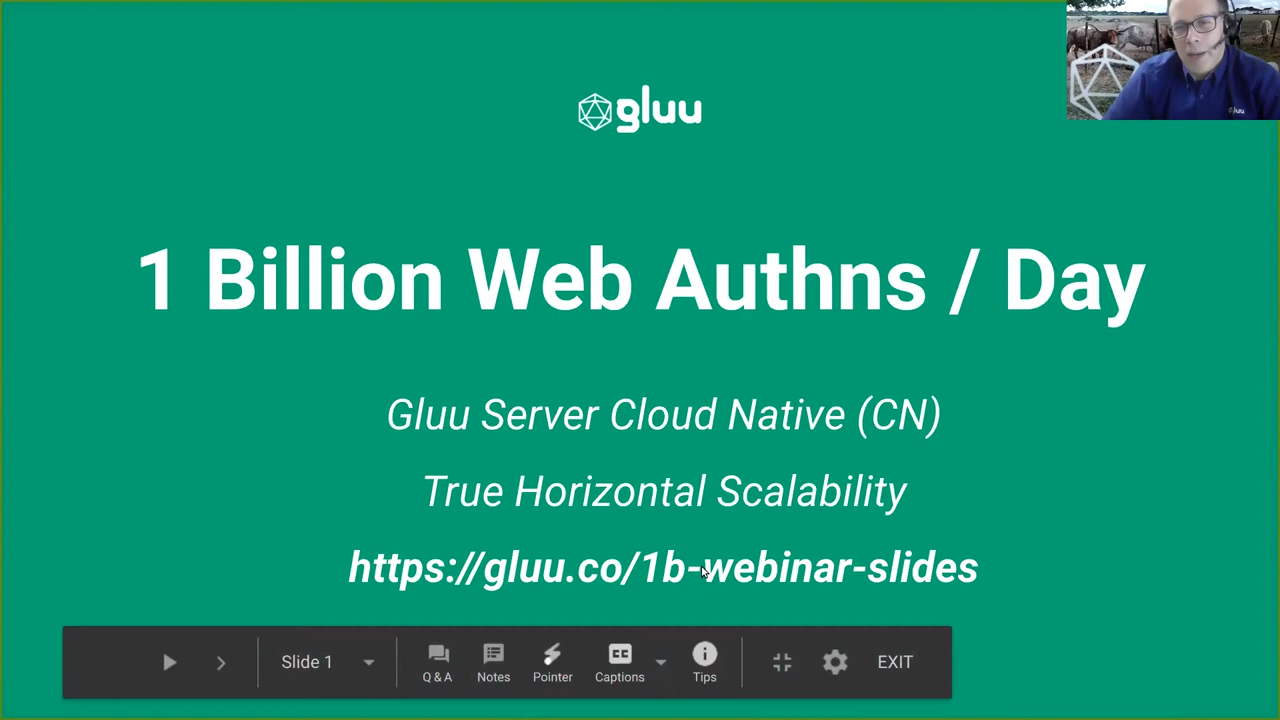 gluu
1 Billion Web Authns / Day
Gluu Server Cloud Native (CN)
True Horizontal Scalability
https://gluu.co/1b-webinar-slides
Slide 1
Q & A
Notes
Pointer
Captions
Tips
EXIT
gluu